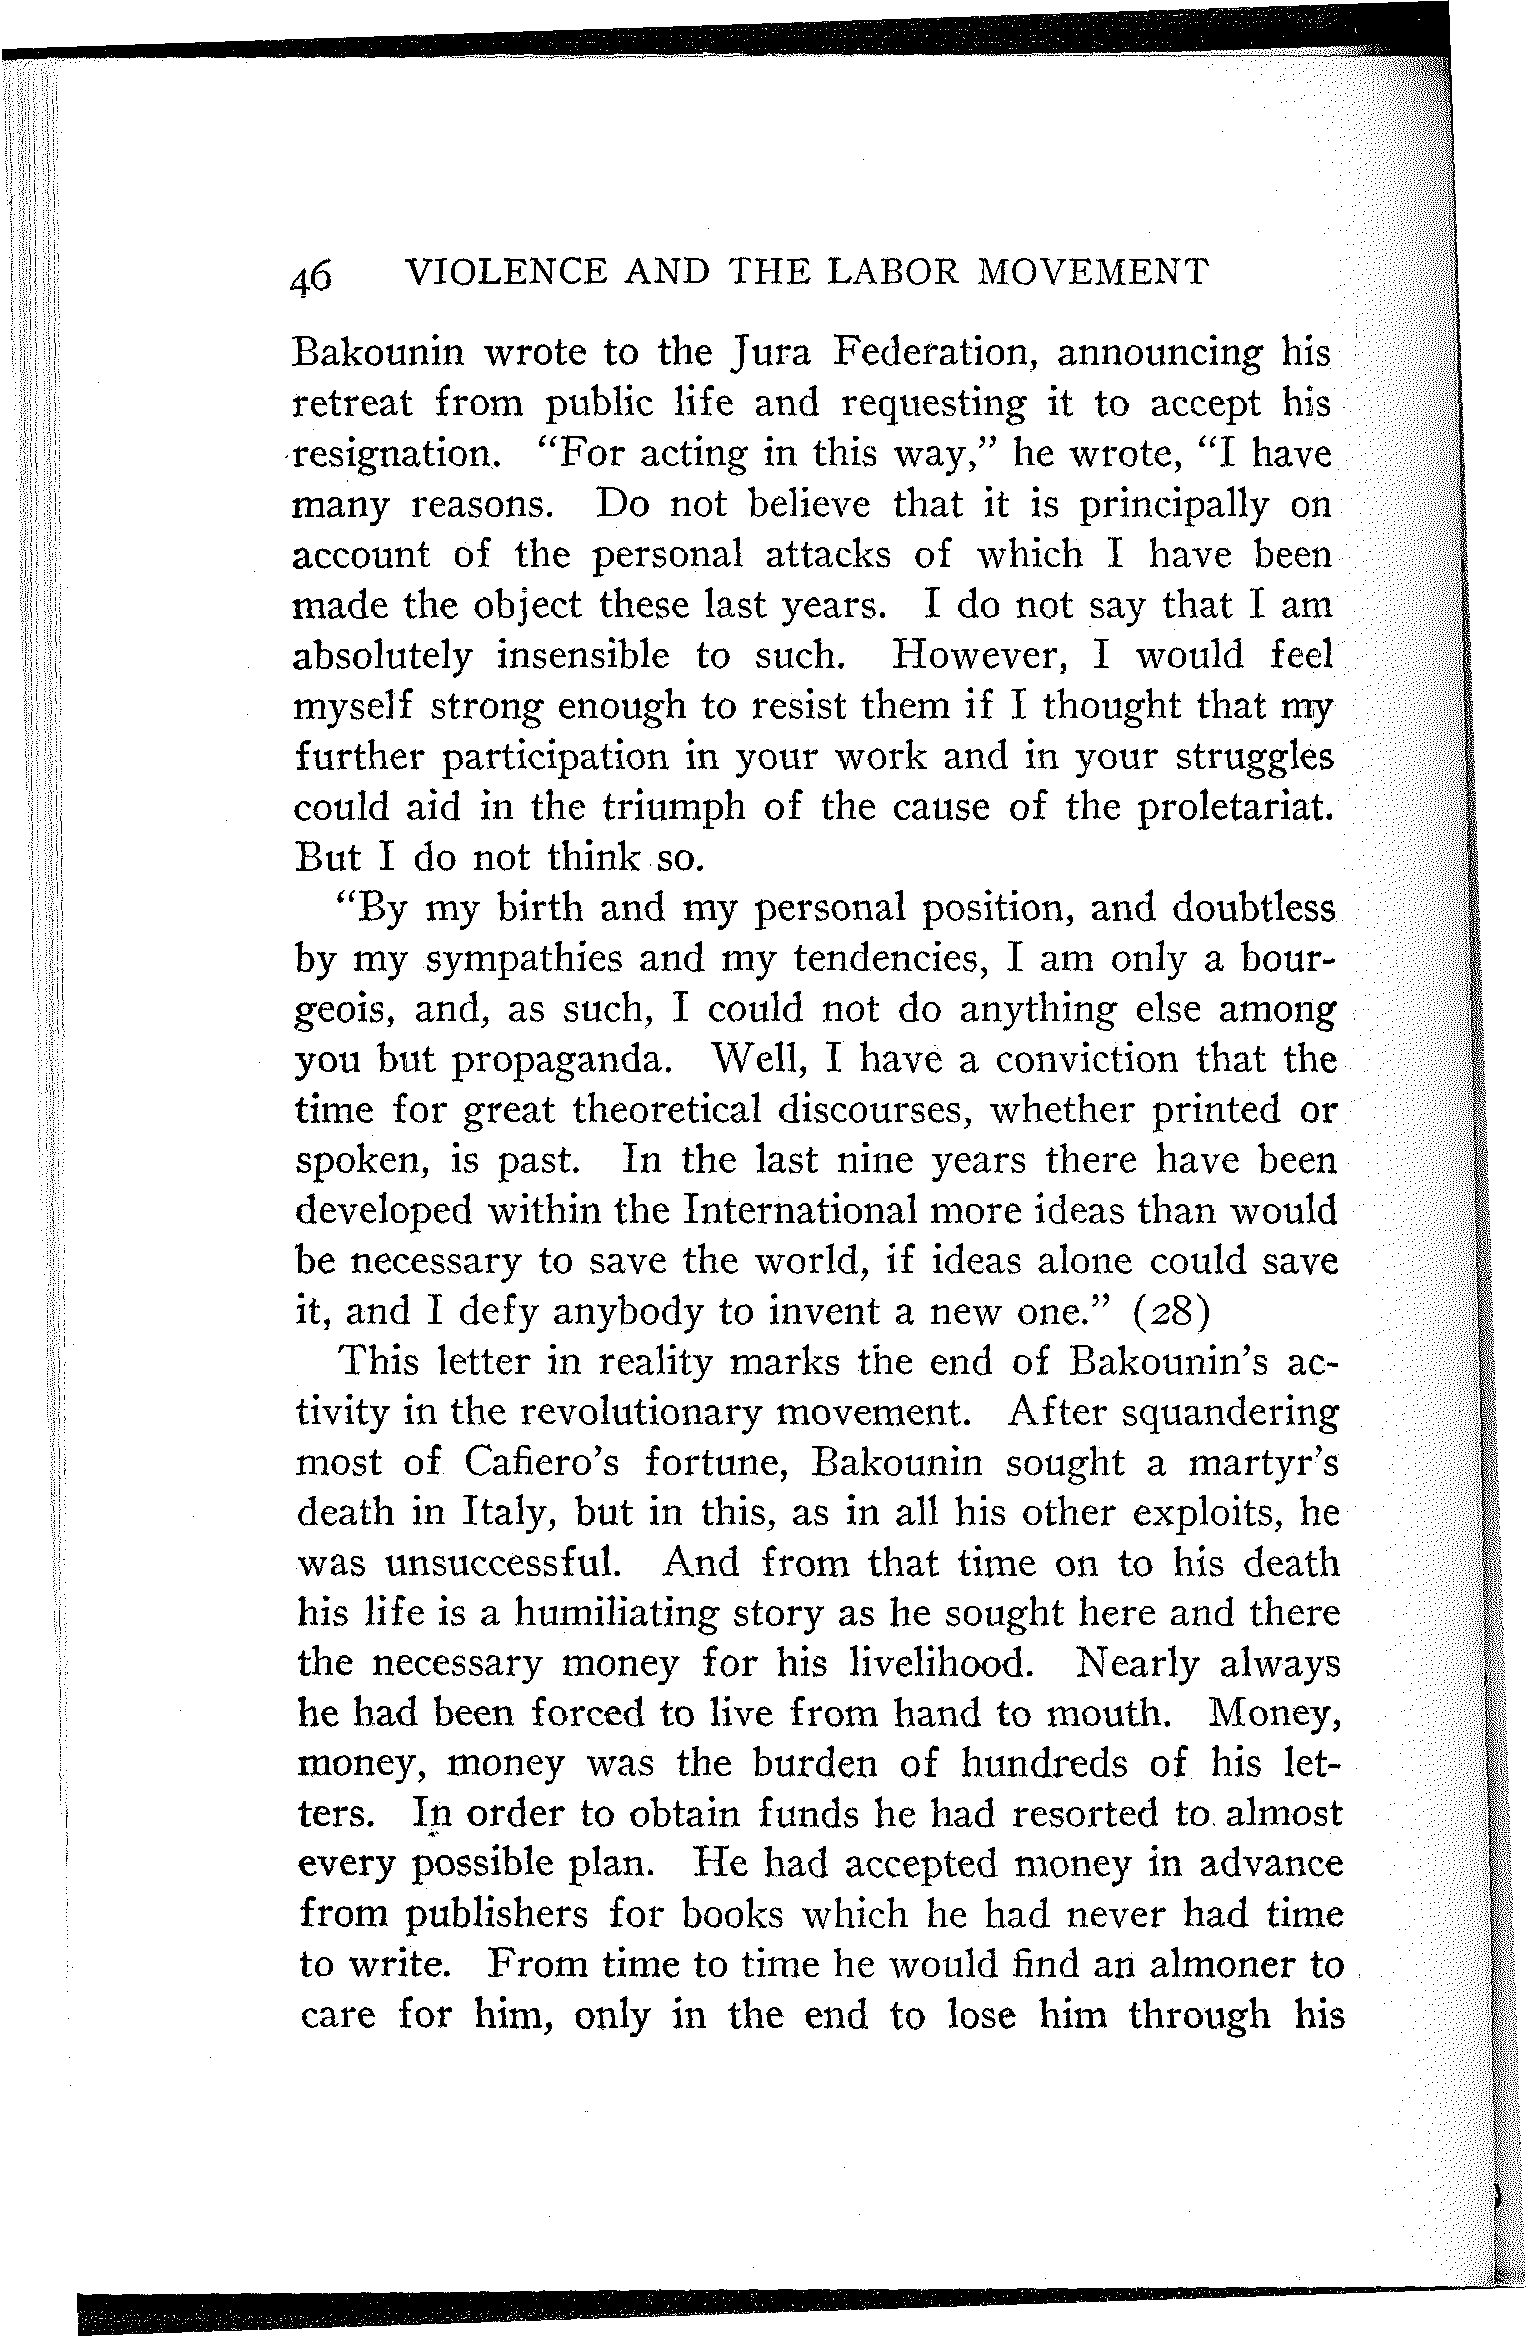 46 VIOLENCE AND THE LABOR MOVEMENT
Bakounin wrote to the Jura Federation, announcing his
retreat from public life and requesting it to accept his
resignation. “For acting in this way,” he wrote, “I have
many reasons. Do not believe that it is principally on
account of the personal attacks of which I have been
made the object these last years. I do not say that I am
absolutely insensible to such. However, I would feel
myself strong enough to resist them if I thought that my
further participation in your work and in your struggles
could aid in the triumph of the cause of the proletariat.
But I do not think so.
“By my birth and my personal position, and doubtless
by my sympathies and my tendencies, I am only a bour-
geois, and, as such, I could not do anything else among
you but propaganda. Well, I have a conviction that the
time for great theoretical discourses, whether printed or
spoken, is past. In the last nine years there have been
developed within the International more ideas than would
be necessary to save the world, if ideas alone could save
it, and I defy anybody to invent a new one.” (28)
This letter in reality marks the end of Bakounin’s ac-
tivity in the revolutionary movement. After squandering
most of Cafiero’s fortune, Bakounin sought a martyr’s
death in Italy, but in this, as in all his other exploits, he
was unsuccessful. And from that time on to his death
his life is a humiliating story as he sought here and there
the necessary money for his livelihood. Nearly always
he had been forced to live from hand to mouth. Money,
money, money was the burden of hundreds of his let-
ters. In order to obtain funds he had resorted to almost
every possible plan. He had accepted money in advance
from publishers for books which he had never had time
to write. From time to time he would find an almoner to
care for him, only in the end to lose him through his